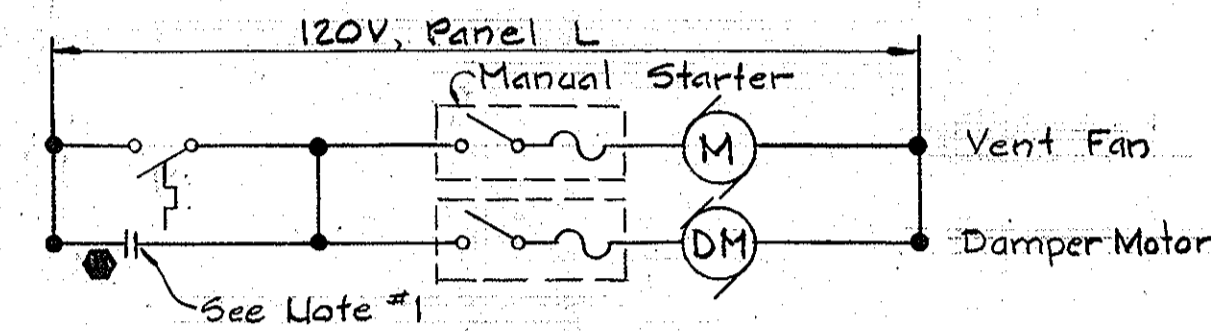 120V, Panel L
Manual Starter
M
Vent Fan
DM
Damper Motor
See Note #1